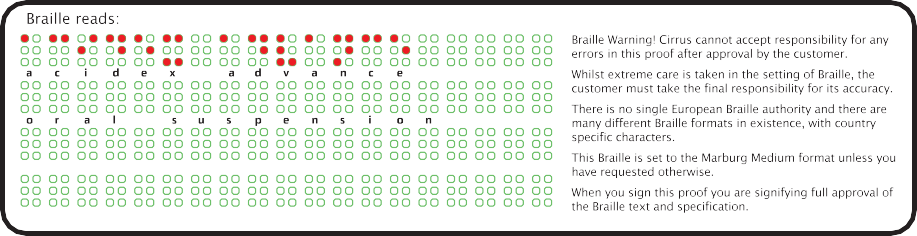 Braille reads:
a c i d e x   a d v a n c e
o r a l   s u s p e n s i o n
Braille Warning! Cirrus cannot accept responsibility for any
errors in this proof after approval by the customer.
Whilst extreme care is taken in the setting of Braille, the
customer must take the final responsibility for its accuracy.
There is no single European Braille authority and there are
many different Braille formats in existence, with country
specific characters.
This Braille is set to the Marburg Medium format unless you
have requested otherwise.
When you sign this proof you are signifying full approval of
the Braille text and specification.